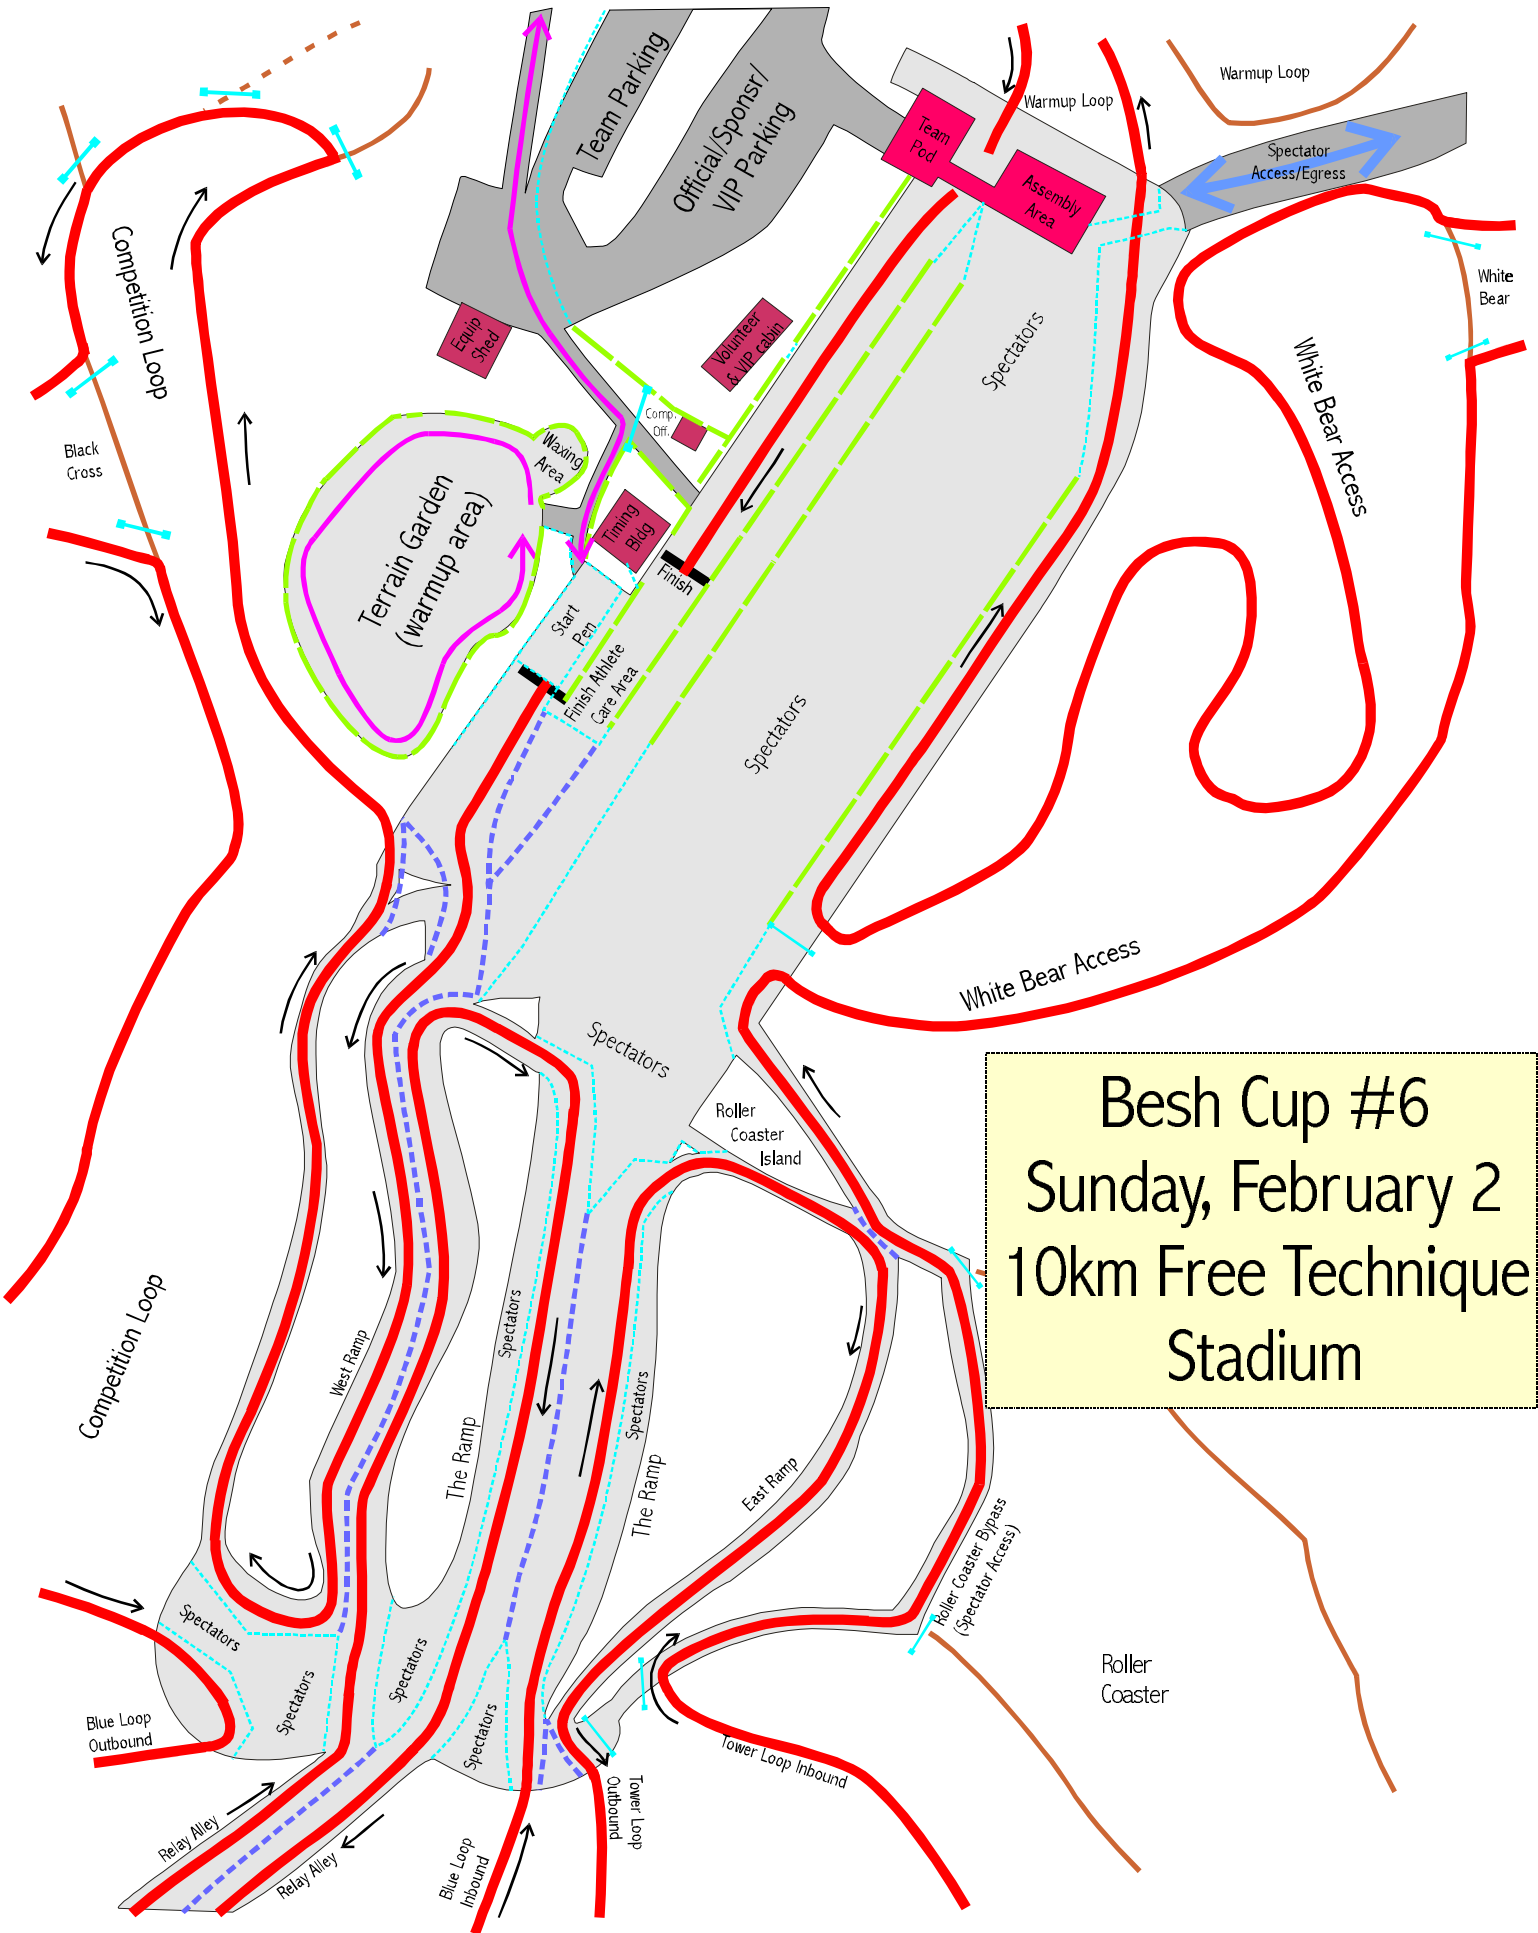 Team Parking
Official/Sponsr/
VIP Parking
Team
Pod
Warmup Loop
Warmup Loop
Spectator
Access/Egress
Assembly
Area
White
Bear
Competition Loop
Equip
Shed
Volunteer
& VIP cabin
Spectators
White Bear Access
Comp.
Off.
Black
Cross
Waxing
Area
Terrain Garden
(warmup area)
Timing
Bldg
Finish
Start
Pen
Finish Athlete
Care Area
Spectators
White Bear Access
Spectators
Roller
Coaster
Island
Besh Cup #6
Sunday, February 2
10km Free Technique
Stadium
Competition Loop
West Ramp
Spectators
Spectators
The Ramp
The Ramp
East Ramp
Roller Coaster Bypass
(Spectator Access)
Spectators
Spectators
Spectators
Spectators
Roller
Coaster
Blue Loop
Outbound
Tower Loop Inbound
Tower Loop
Outbound
Relay Alley
Relay Alley
Blue Loop
Inbound